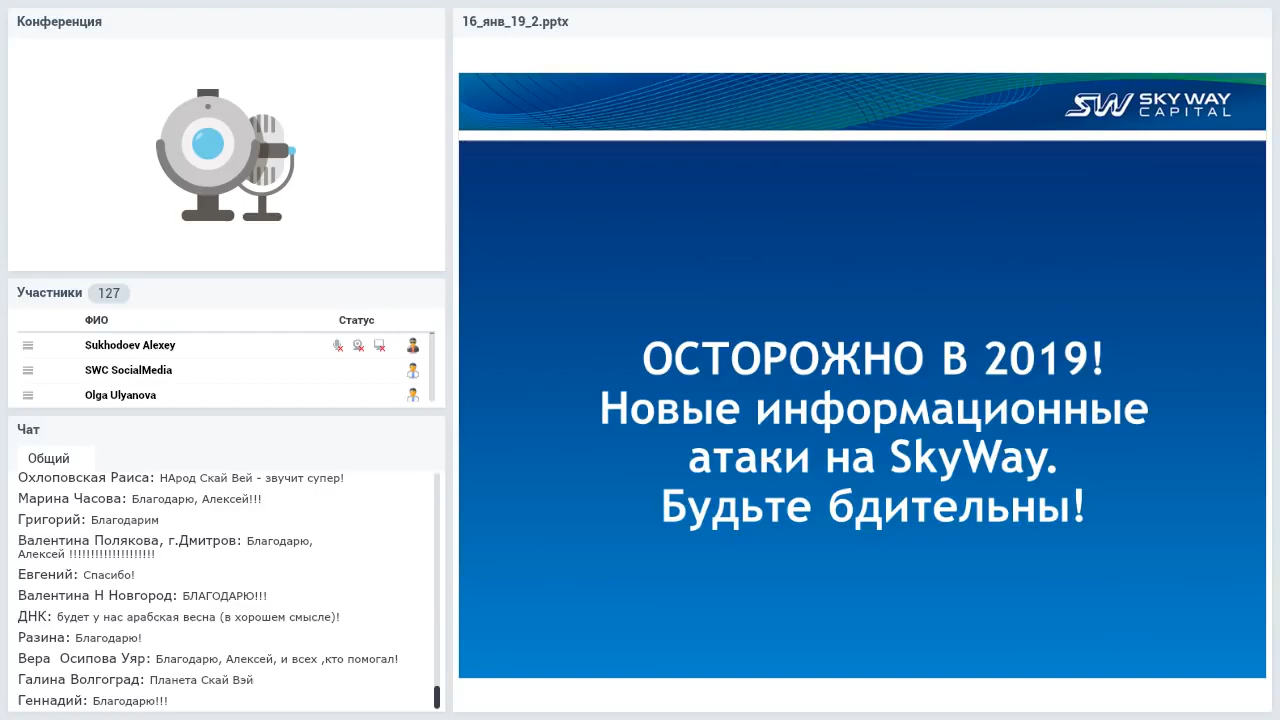 Конференция
Участники 127
ФИО Статус
Sukhodoev Alexey
SWC SocialMedia
Olga Ulyanova
Чат
Общий
Охлоповская Раиса: НАрод Скай Вей - звучит супер!
Марина Часова: Благодарю, Алексей!!!
Григорий: Благодарим
Валентина Полякова, г.Дмитров: Благодарю,
Алексей !!!!!!!!!!!!!!!!!!!!
Евгений: Спасибо!
Валентина Н Новгород: БЛАГОДАРЮ!!!
ДНК: будет у нас арабская весна (в хорошем смысле)!
Разина: Благодарю!
Вера Осипова Уяр: Благодарю, Алексей, и всех ,кто помогал!
Галина Волгоград: Планета Скай Вэй
Геннадий: Благодарю!!!
16_янв_19_2.pptx
SW SKY WAY
CAPITAL
ОСТОРОЖНО В 2019!
Новые информационные
атаки на SkyWay.
Будьте бдительны!